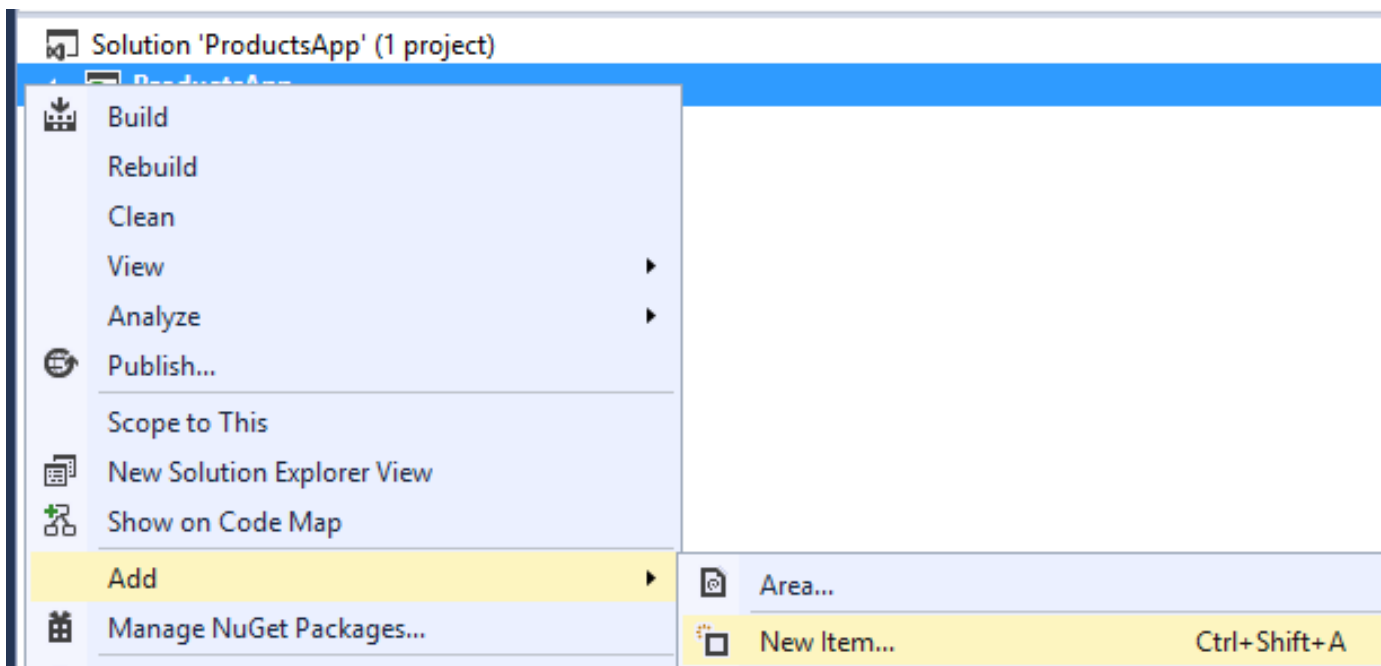 Solution 'ProductsApp' (1 project)
ProductsApp
Build
Rebuild
Clean
View
Analyze
Publish...
Scope to This
New Solution Explorer View
Show on Code Map
Add
Area...
Manage NuGet Packages...
New Item... Ctrl+Shift+A